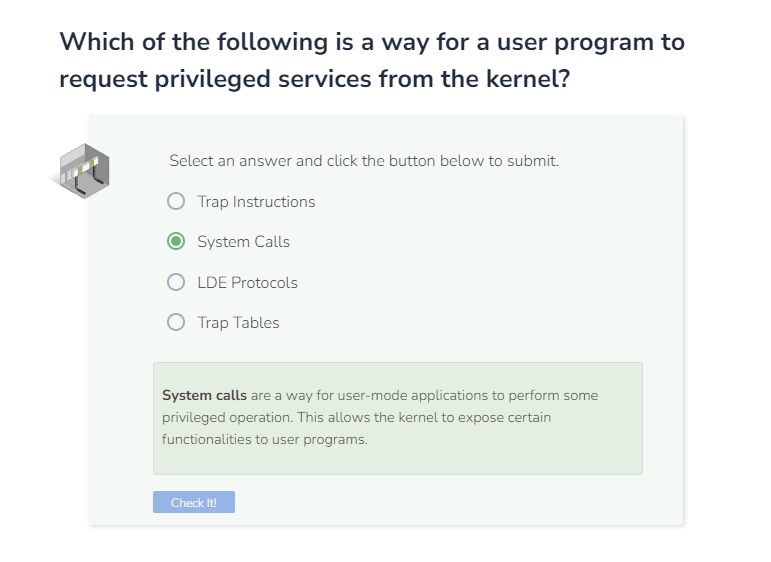 Which of the following is a way for a user program to
request privileged services from the kernel?
Select an answer and click the button below to submit.
Trap Instructions
System Calls
LDE Protocols
Trap Tables
System calls are a way for user-mode applications to perform some
privileged operation. This allows the kernel to expose certain
functionalities to user programs.
Check It!